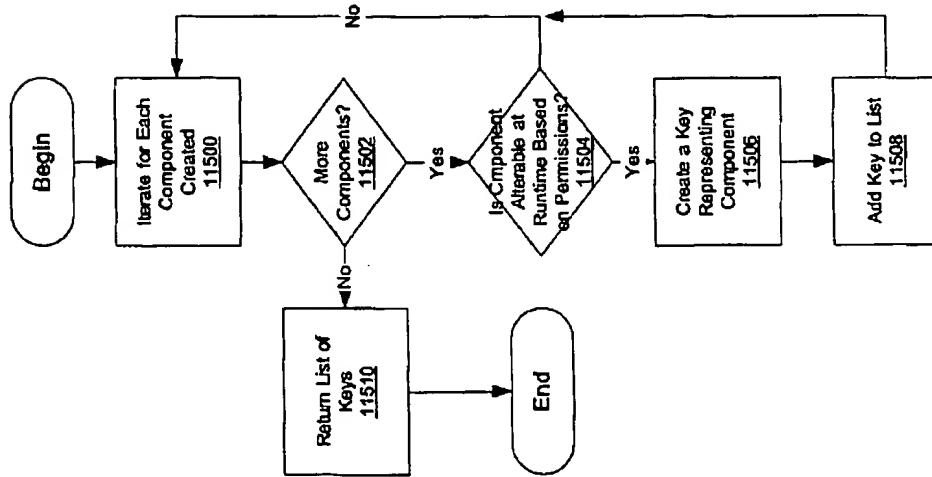 Begin
Iterate for Each
Component
Created
11500
More
Components?
11502
No
Yes
Is Cmponent
Alterable at
Runtime Based
on Pemissions?
11504
No
Yes
Create a Key
Representing
Component
11506
Add Key to List
11508
Return List of
Keys
11510
End